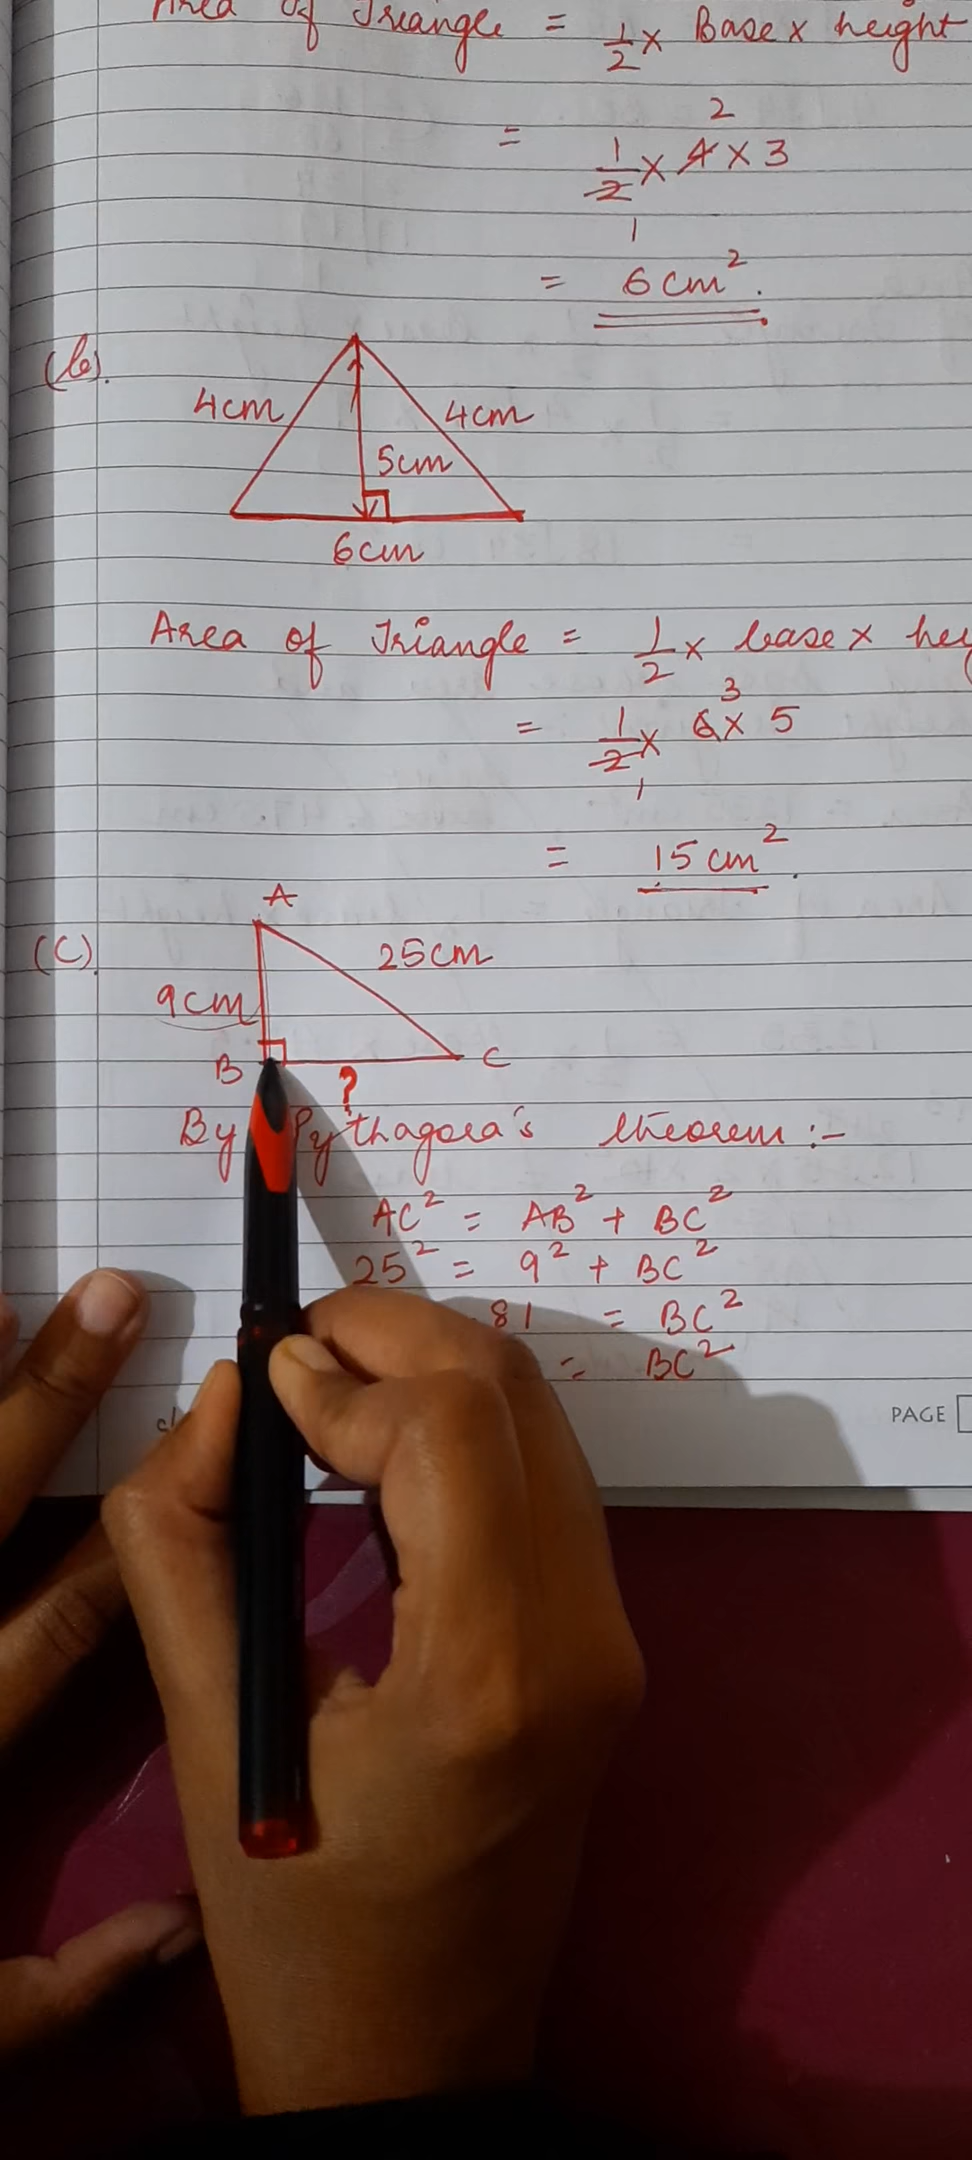 Area of Triangle = 1/2 x Base x height
2
= 1/2 x 4 x 3
1
= 6 cm².
(b).
4cm
4cm
5cm
6cm
Area of Triangle = 1/2 x base x
3
= 1/2 x 6 x 5
1
= 15 cm².
A
(C).
25cm
9cm
B
C
?
By Pythagora's theorem :-
AC² = AB² + BC²
25² = 9² + BC²
81 = BC²
= BC²
PAGE